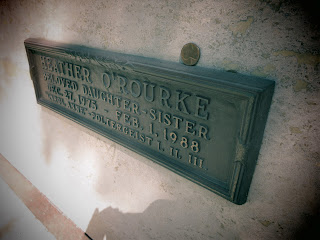 HEATHER O'ROURKE
BELOVED DAUGHTER-SISTER
DEC. 27, 1975 - FEB. 1, 1988
"CAROL ANNE"-POLTERGEIST I, II, III